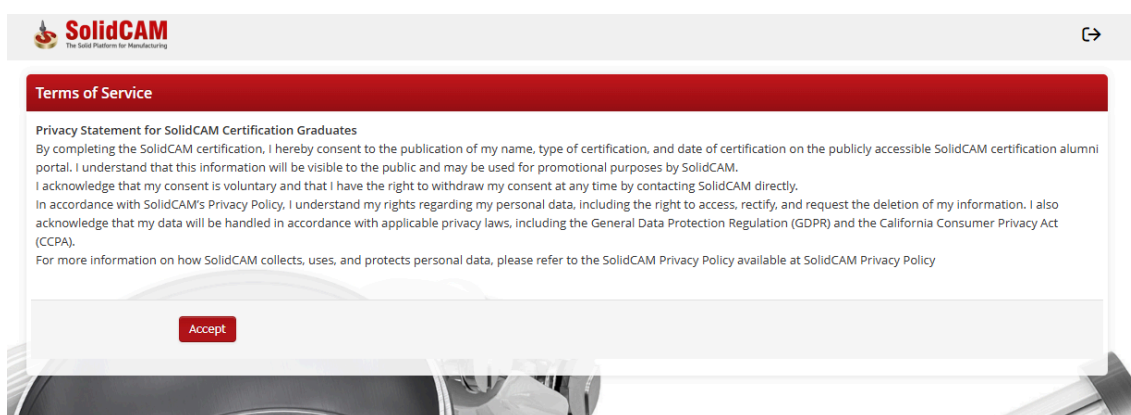 SolidCAM
The Solid Platform for Manufacturing
Terms of Service
Privacy Statement for SolidCAM Certification Graduates
By completing the SolidCAM certification, I hereby consent to the publication of my name, type of certification, and date of certification on the publicly accessible SolidCAM certification alumni
portal. I understand that this information will be visible to the public and may be used for promotional purposes by SolidCAM.
I acknowledge that my consent is voluntary and that I have the right to withdraw my consent at any time by contacting SolidCAM directly.
In accordance with SolidCAM's Privacy Policy, I understand my rights regarding my personal data, including the right to access, rectify, and request the deletion of my information. I also
acknowledge that my data will be handled in accordance with applicable privacy laws, including the General Data Protection Regulation (GDPR) and the California Consumer Privacy Act
(CCPA).
For more information on how SolidCAM collects, uses, and protects personal data, please refer to the SolidCAM Privacy Policy available at SolidCAM Privacy Policy
Accept